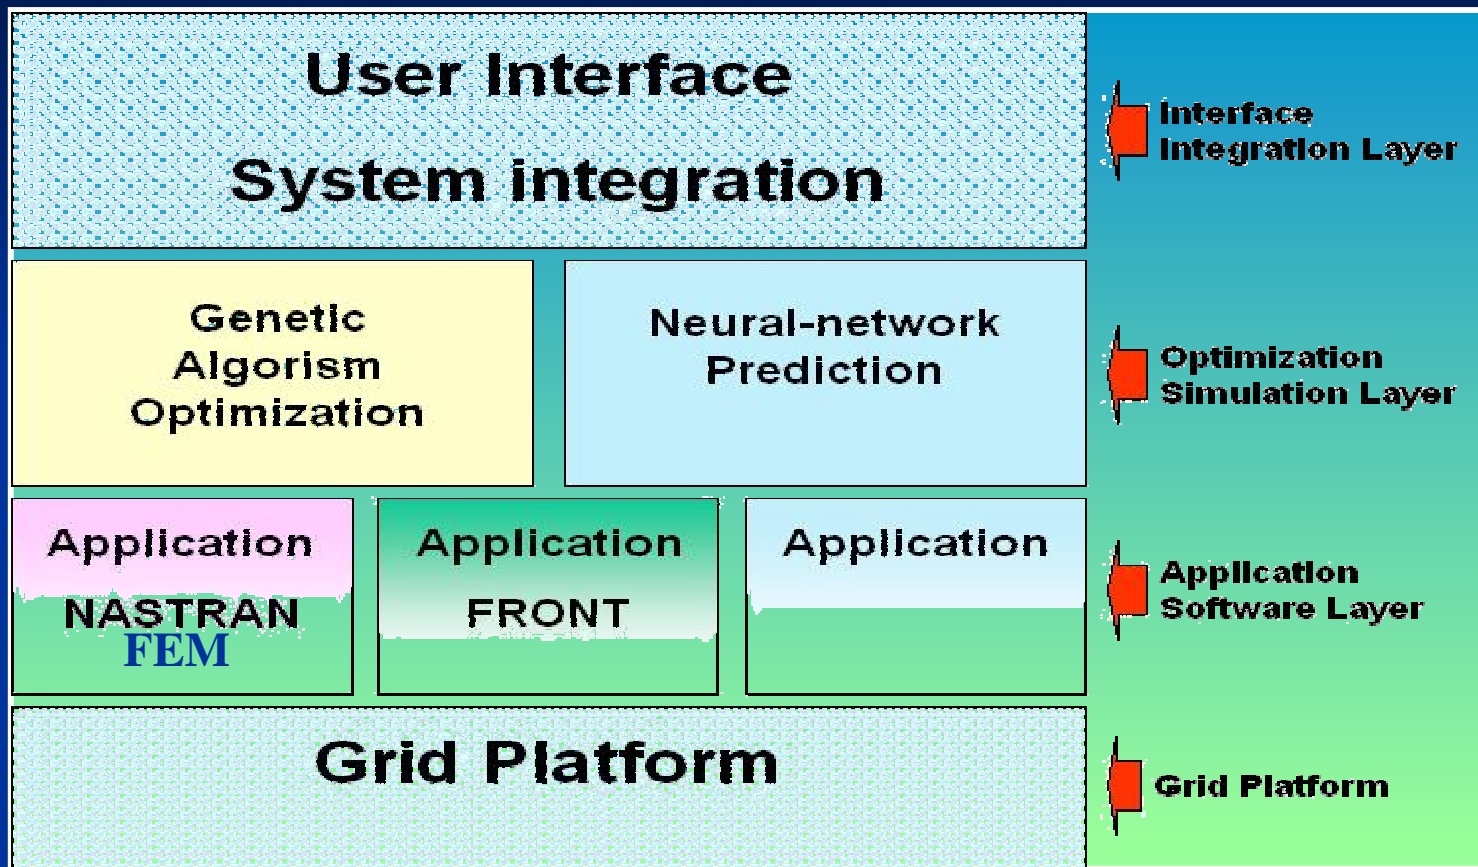 User Interface
System integration
Interface
Integration Layer
Genetic
Algorism
Optimization
Neural-network
Prediction
Optimization
Simulation Layer
Application
NASTRAN
FEM
Application
FRONT
Application
Application
Software Layer
Grid Platform
Grid Platform